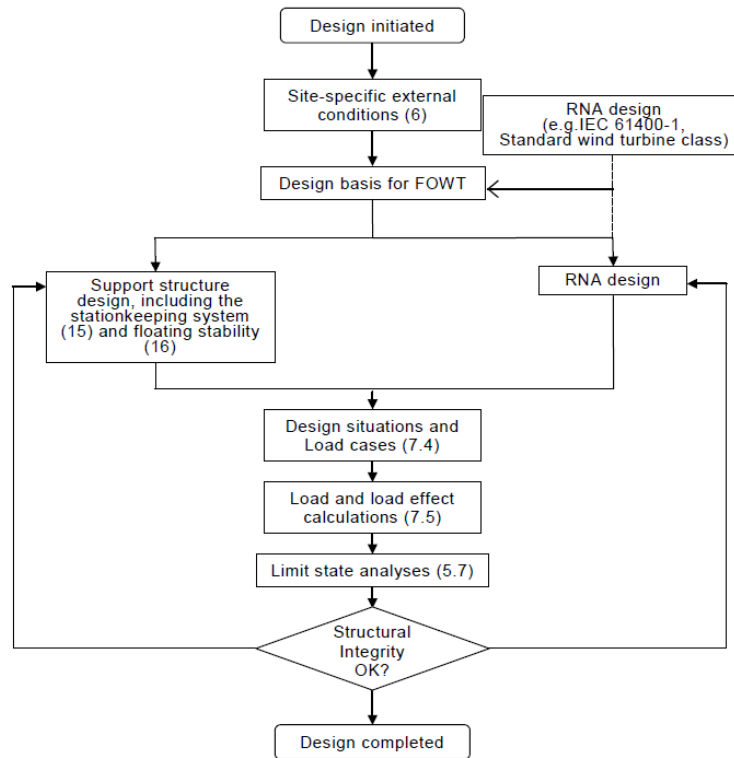 Design initiated
Site-specific external
conditions (6)
RNA design
(e.g.IEC 61400-1,
Standard wind turbine class)
Design basis for FOWT
Support structure
design, including the
stationkeeping system
(15) and floating stability
(16)
RNA design
Design situations and
Load cases (7.4)
Load and load effect
calculations (7.5)
Limit state analyses (5.7)
Structural
Integrity
OK?
Design completed